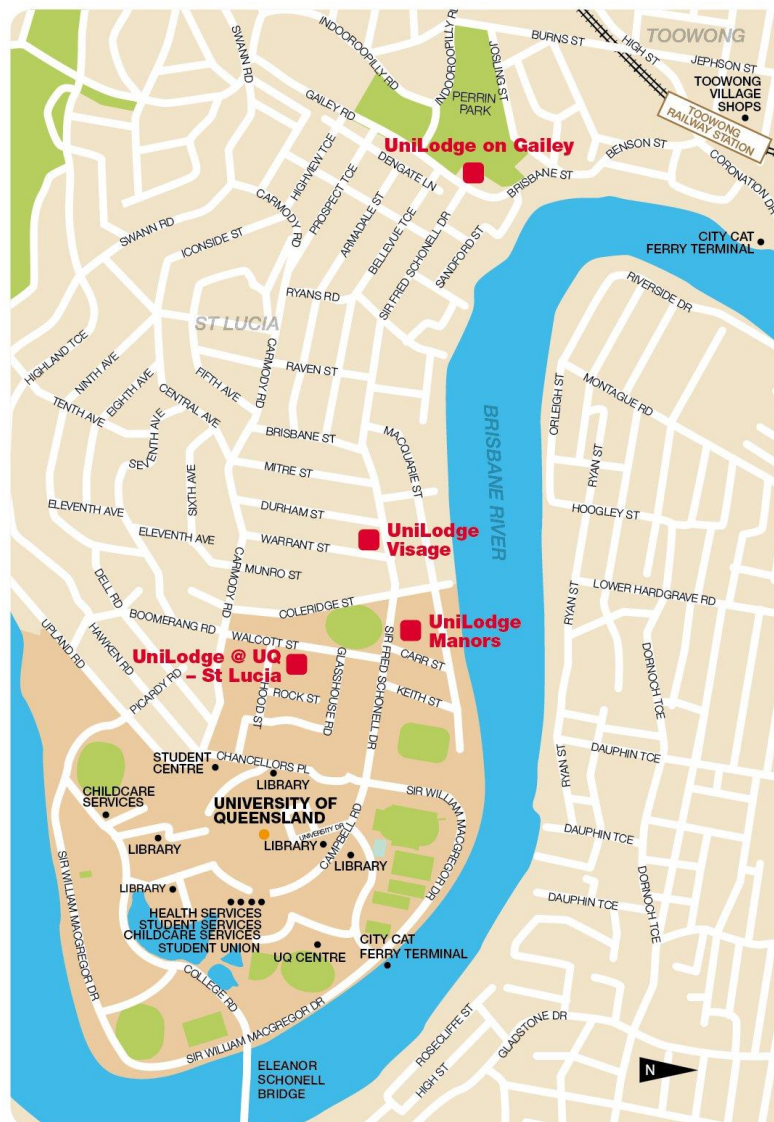 TOOWONG
BURNS ST
HIGH ST
JEPHSON ST
INDOOROOPILLY RD
INDOOROOPILLY RD
JOSLING ST
SWANN RD
GAILEY RD
PERRIN
PARK
TOOWONG
VILLAGE
SHOPS
TOOWONG
RAILWAY STATION
UniLodge on Gailey
BENSON ST
CORONATION DR
DENGATE LN
BRISBANE ST
HIGHVIEW TCE
PROSPECT TCE
ARMADALE ST
BELLEVUE TCE
SIR FRED SCHONELL DR
SANDFORD ST
CARMODY RD
SWANN RD
ICONSIDE ST
CITY CAT
FERRY TERMINAL
RIVERSIDE DR
RYANS RD
ST LUCIA
HIGHLAND TCE
NINTH AVE
EIGHTH AVE
TENTH AVE
FIFTH AVE
CENTRAL AVE
CARMODY RD
RAVEN ST
ORLEIGH ST
MONTAGUE RD
BRISBANE RIVER
SEVENTH AVE
BRISBANE ST
MACQUARIE ST
RYAN ST
MITRE ST
SIXTH AVE
ELEVENTH AVE
DURHAM ST
HOOGLEY ST
ELEVENTH AVE
WARRANT ST
UniLodge
Visage
CARMODY RD
MUNRO ST
DELL RD
RYAN ST
LOWER HARDGRAVE RD
COLERIDGE ST
BOOMERANG RD
WALCOTT ST
UniLodge
Manors
UPLAND RD
HAWKEN RD
UniLodge @ UQ
– St Lucia
SIR FRED SCHONELL DR
CARR ST
GLASSHOUSE RD
DORNOCH TCE
PICARDY RD
HOOD ST
ROCK ST
KEITH ST
STUDENT
CENTRE
CHANCELLORS PL
LIBRARY
RYAN ST
DAUPHIN TCE
CHILDCARE
SERVICES
UNIVERSITY OF
QUEENSLAND
SIR WILLIAM MACGREGOR DR
UNIVERSITY DR
CAMPBELL RD
LIBRARY
LIBRARY
LIBRARY
DAUPHIN TCE
SIR WILLIAM MACGREGOR DR
LIBRARY
DORNOCH TCE
DAUPHIN TCE
HEALTH SERVICES
STUDENT SERVICES
CHILDCARE SERVICES
STUDENT UNION
UQ CENTRE
CITY CAT
FERRY TERMINAL
COLLEGE RD
SIR WILLIAM MACGREGOR DR
ROSECLIFFE ST
GLADSTONE DR
HIGH ST
ELEANOR
SCHONELL
BRIDGE
N